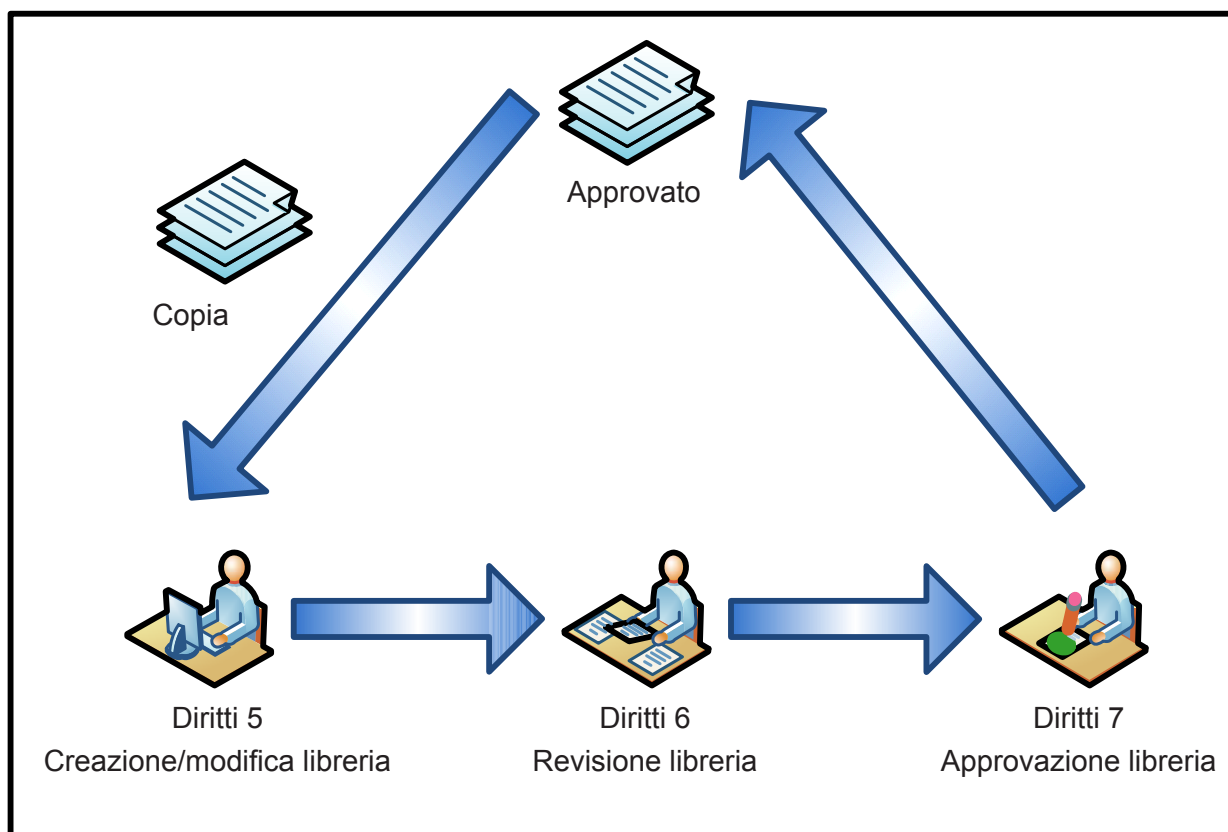 Approvato
Copia
Diritti 5
Creazione/modifica libreria
Diritti 6
Revisione libreria
Diritti 7
Approvazione libreria